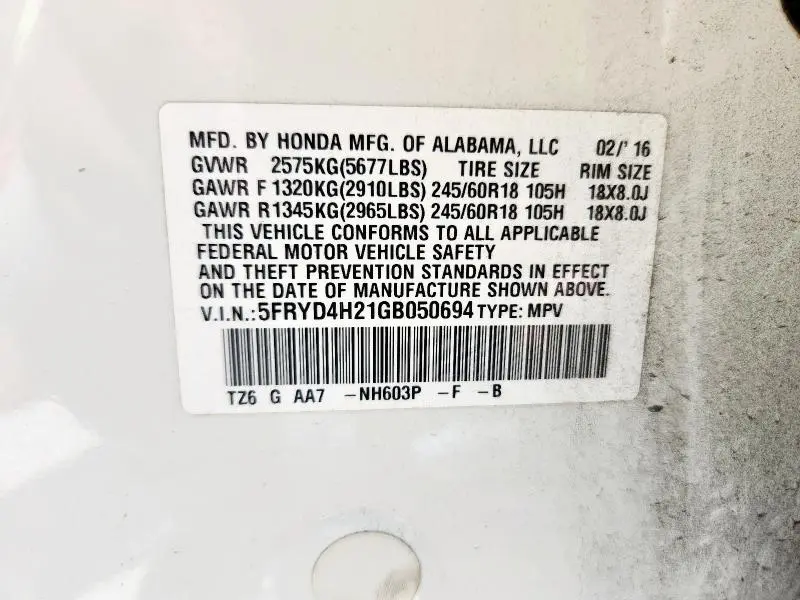 MFD. BY HONDA MFG. OF ALABAMA, LLC 02/'16
GVWR 2575KG(5677LBS) TIRE SIZE RIM SIZE
GAWR F 1320KG(2910LBS) 245/60R18 105H 18X8.0J
GAWR R 1345KG(2965LBS) 245/60R18 105H 18X8.0J
THIS VEHICLE CONFORMS TO ALL APPLICABLE
FEDERAL MOTOR VEHICLE SAFETY
AND THEFT PREVENTION STANDARDS IN EFFECT
ON THE DATE OF MANUFACTURE SHOWN ABOVE.
V.I.N.: 5FRYD4H21GB050694 TYPE: MPV
TZ6 G AA7 -NH603P -F -B